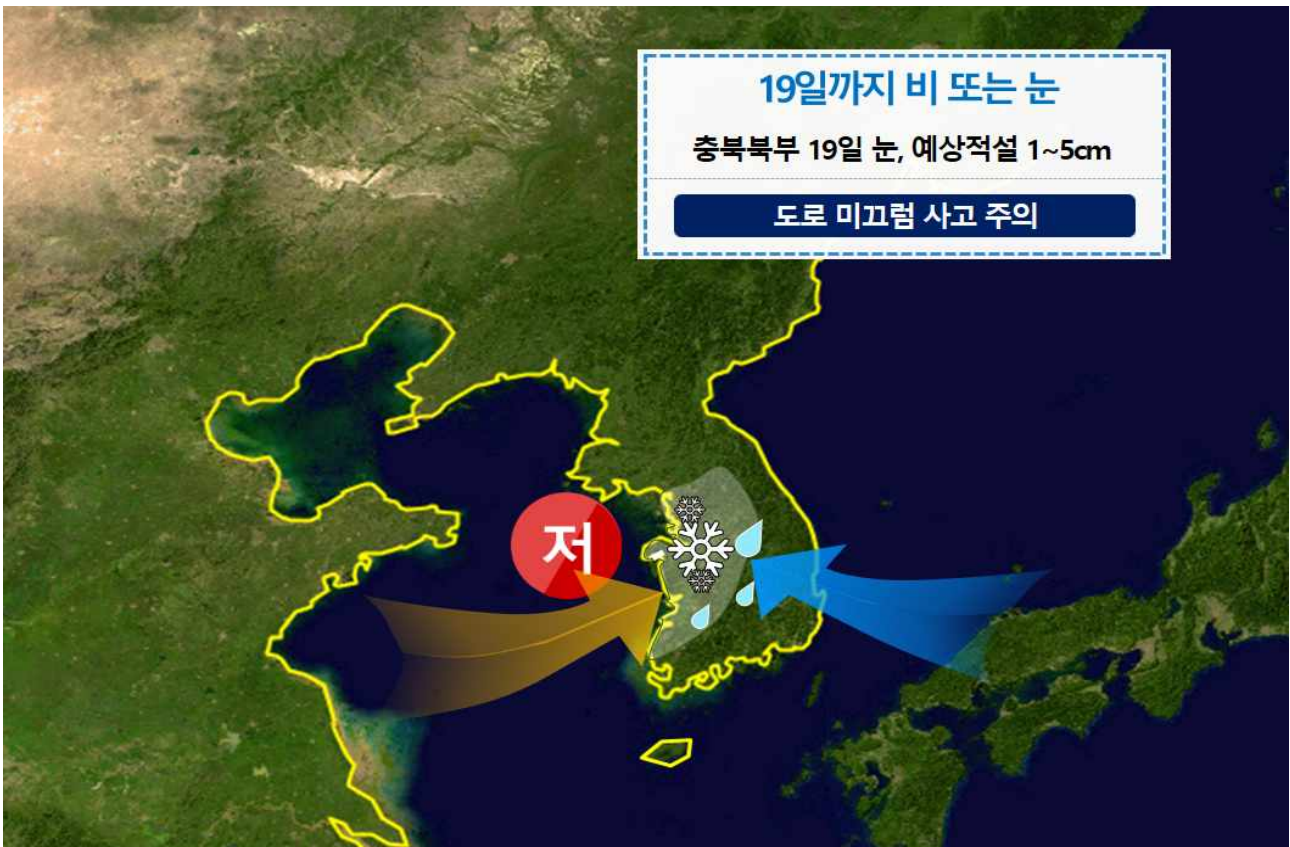 19일까지 비 또는 눈
충북북부 19일 눈, 예상적설 1~5cm
도로 미끄럼 사고 주의
저